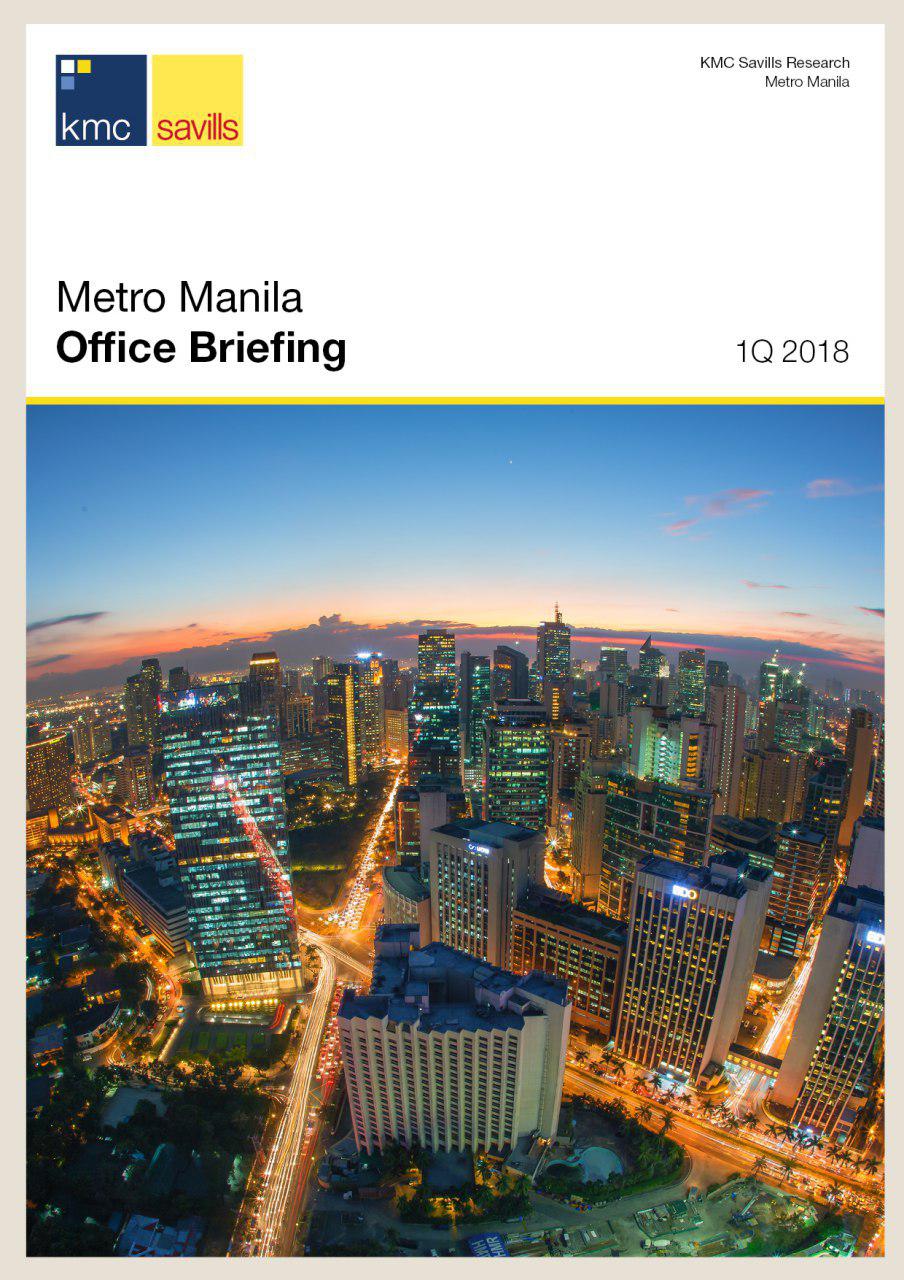 kmc savills
KMC Savills Research
Metro Manila
Metro Manila
Office Briefing
1Q 2018
BDO